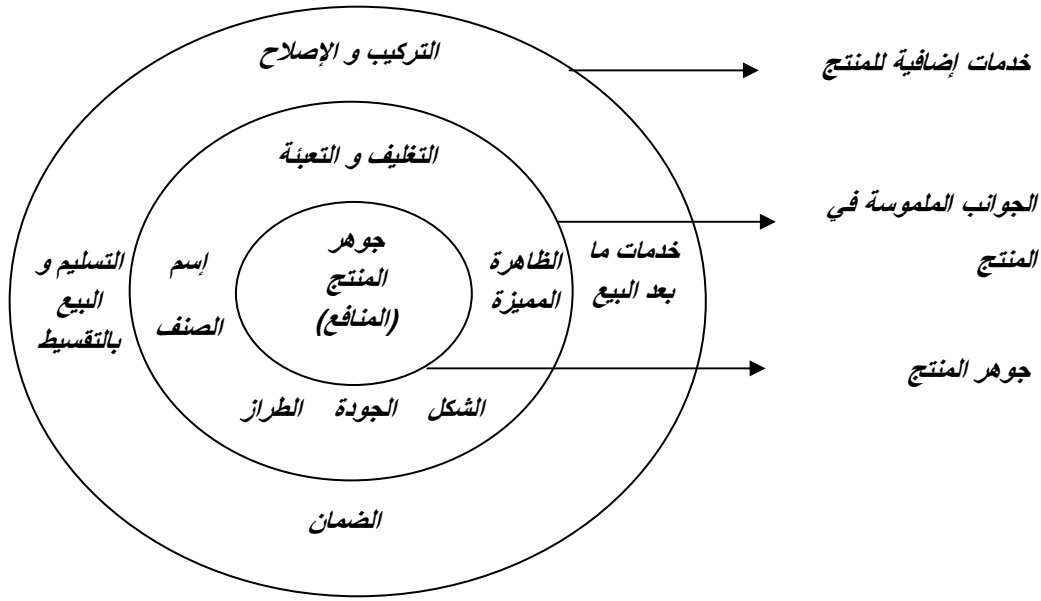 التركيب و الإصلاح
خدمات إضافية للمنتج
التغليف و التعبئة
الجوانب الملموسة في
المنتج
جوهر
المنتج
(المنافع)
الظاهرة
المميزة
خدمات ما
بعد البيع
إسم
الصنف
التسليم و
البيع
بالتقسيط
جوهر المنتج
الشكل الجودة الطراز
الضمان